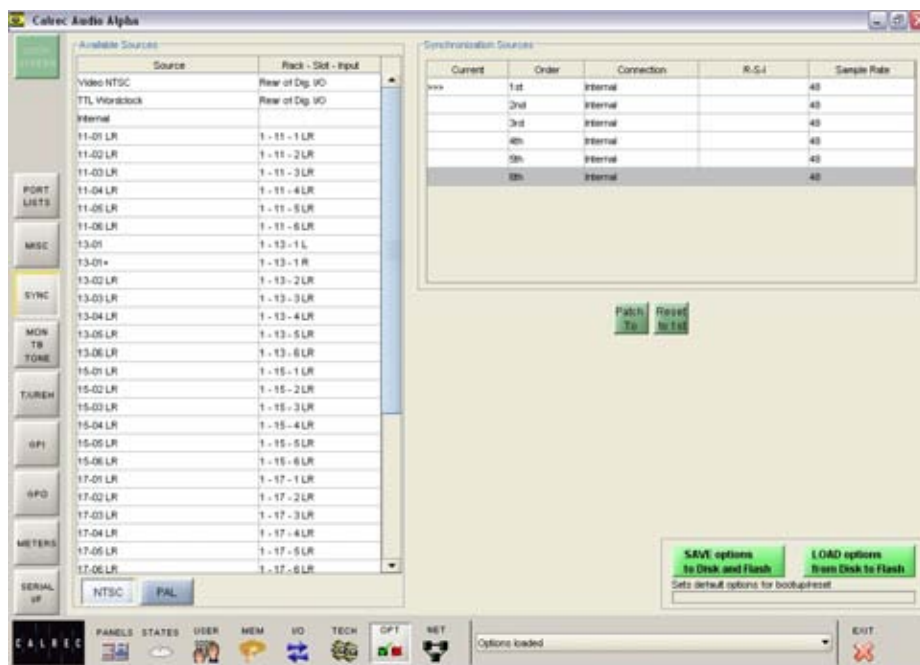 Calrec Audio Alpha
Available Sources
Source Rack - Slot - Input
Video NTSC Rear of Dig. I/O
TTL Wordclock Rear of Dig. I/O
Internal
11-01 LR 1 - 11 - 1 LR
11-02 LR 1 - 11 - 2 LR
11-03 LR 1 - 11 - 3 LR
11-04 LR 1 - 11 - 4 LR
11-05 LR 1 - 11 - 5 LR
11-06 LR 1 - 11 - 6 LR
13-01 1 - 13 - 1 L
13-01+ 1 - 13 - 1 R
13-02 LR 1 - 13 - 2 LR
13-03 LR 1 - 13 - 3 LR
13-04 LR 1 - 13 - 4 LR
13-05 LR 1 - 13 - 5 LR
13-06 LR 1 - 13 - 6 LR
15-01 LR 1 - 15 - 1 LR
15-02 LR 1 - 15 - 2 LR
15-03 LR 1 - 15 - 3 LR
15-04 LR 1 - 15 - 4 LR
15-05 LR 1 - 15 - 5 LR
15-06 LR 1 - 15 - 6 LR
17-01 LR 1 - 17 - 1 LR
17-02 LR 1 - 17 - 2 LR
17-03 LR 1 - 17 - 3 LR
17-04 LR 1 - 17 - 4 LR
17-05 LR 1 - 17 - 5 LR
17-06 LR 1 - 17 - 6 LR
NTSC PAL
Synchronisation Sources
Current Order Connection R-S-I Sample Rate
>>> 1st Internal 48
2nd Internal 48
3rd Internal 48
4th Internal 48
5th Internal 48
6th Internal 48
Patch To
Reset to 1st
SAVE options to Disk and Flash
LOAD options from Disk to Flash
Sets default options for bootup/reset
PORT LISTS
MISC
SYNC
MON TB TONE
T/UREH
GPI
GPO
METERS
SERIAL I/F
CALREC PANELS STATES USER MEM I/O TECH OPT NET
Options loaded
EXIT